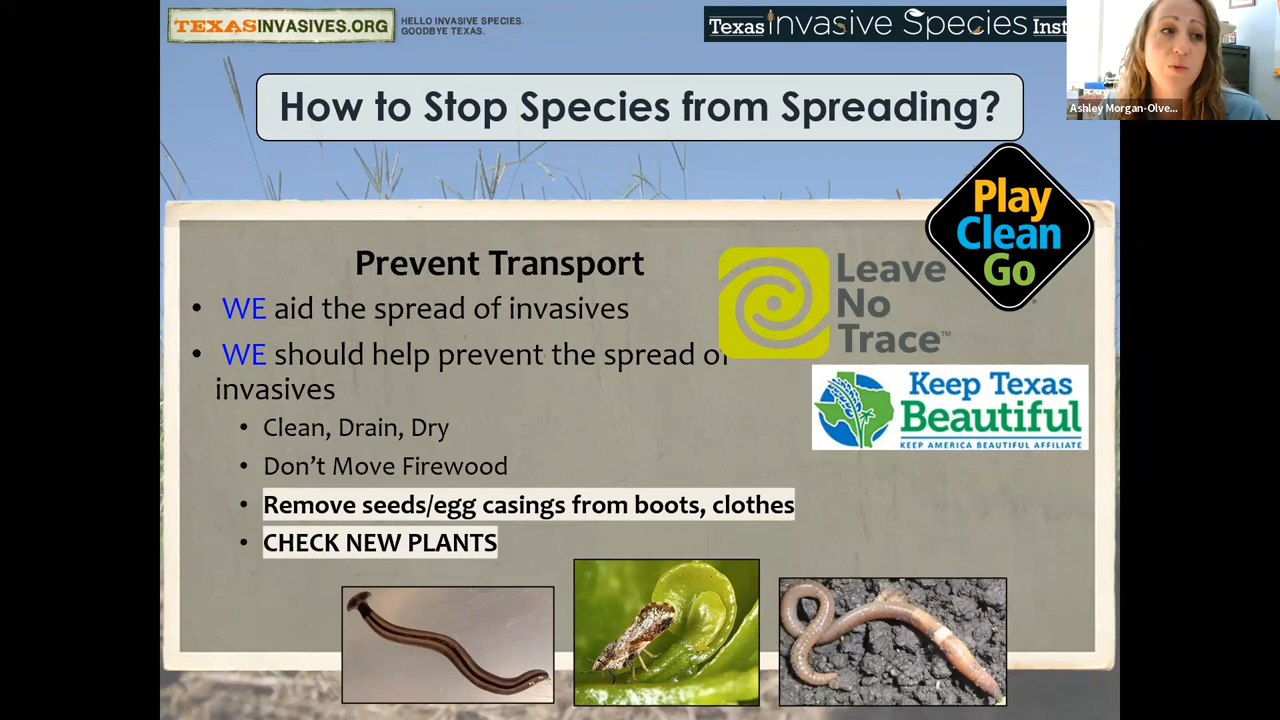 TEXASINVASIVES.ORG
HELLO INVASIVE SPECIES.
GOODBYE TEXAS.
Texas Invasive Species Inst
Ashley Morgan-Olve...
How to Stop Species from Spreading?
Play
Clean
Go
Prevent Transport
• WE aid the spread of invasives
• WE should help prevent the spread of
invasives
• Clean, Drain, Dry
• Don't Move Firewood
• Remove seeds/egg casings from boots, clothes
• CHECK NEW PLANTS
Leave
No
Trace™
Keep Texas
Beautiful
KEEP AMERICA BEAUTIFUL AFFILIATE